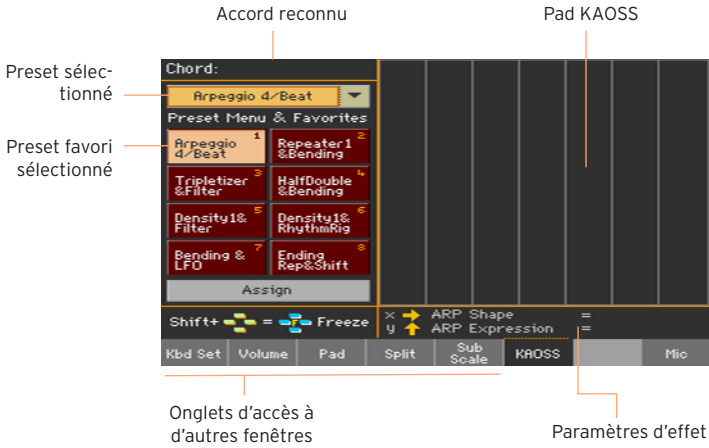 Accord reconnu
Pad KAOSS
Preset sélec-
tionné
Preset favori
sélectionné
Chord:
Arpeggio 4/Beat
Preset Menu & Favorites
Arpeggio 1
4/Beat
Repeater1 2
&Bending
Tripletizer 3
&Filter
HalfDouble 4
&Bending
Density1& 5
Filter
Density1& 6
RhythmRig
Bending & 7
LFO
Ending 8
Rep&Shift
Assign
Shift+ = F Freeze
x ARP Shape =
y ARP Expression =
Kbd Set Volume Pad Split Sub Scale KAOSS Mic
Onglets d'accès à
d'autres fenêtres
Paramètres d'effet